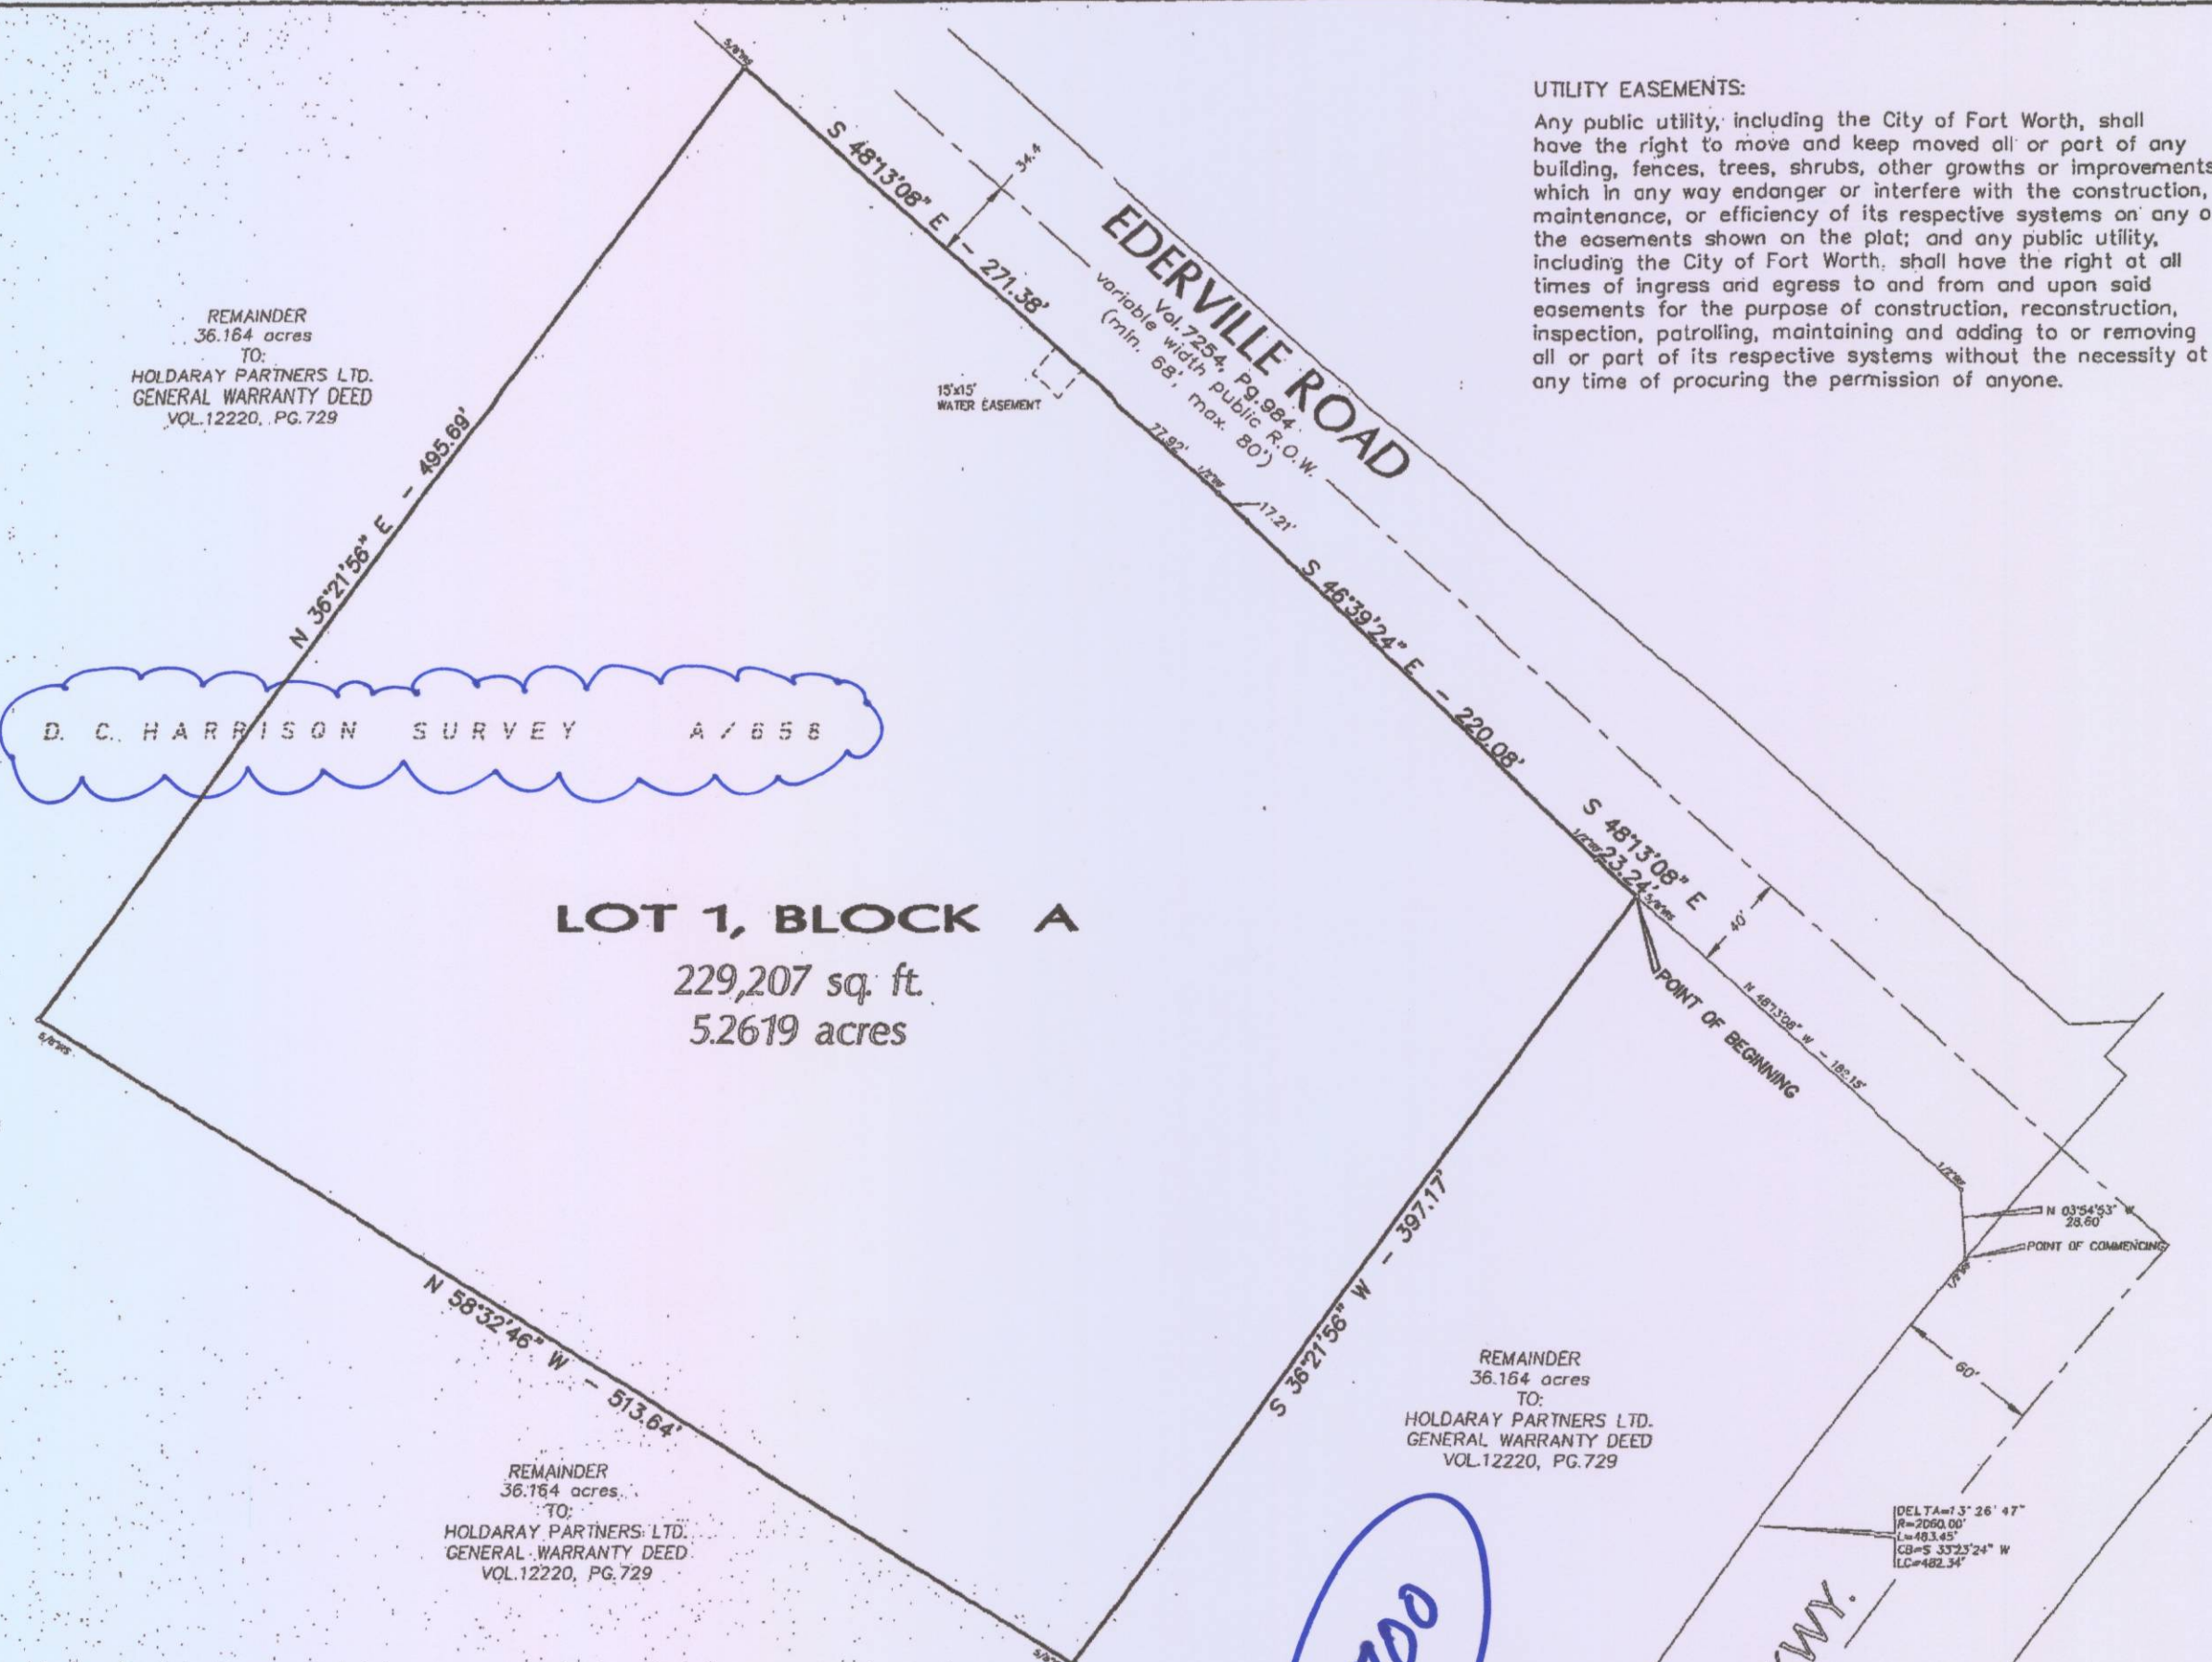 UTILITY EASEMENTS:
Any public utility, including the City of Fort Worth, shall
have the right to move and keep moved all or part of any
building, fences, trees, shrubs, other growths or improvements
which in any way endanger or interfere with the construction,
maintenance, or efficiency of its respective systems on any o
the easements shown on the plat; and any public utility,
including the City of Fort Worth, shall have the right at all
times of ingress and egress to and from and upon said
easements for the purpose of construction, reconstruction,
inspection, patrolling, maintaining and adding to or removing
all or part of its respective systems without the necessity at
any time of procuring the permission of anyone.
5/8"IRS
S 48°13'08" E - 271.38'
34.4
EDERVILLE ROAD
Vol.7254, Pg.984
variable width public R.O.W.
(min. 68', max. 80')
REMAINDER
36.164 acres
TO:
HOLDARAY PARTNERS LTD.
GENERAL WARRANTY DEED
VOL.12220, PG.729
15'x15'
WATER EASEMENT
77.92'
17.21'
N 36°21'56" E - 495.69'
S 46°39'24" E - 220.08'
D. C. HARRISON SURVEY A/658
S 48°13'08" E
23.24'
5/8"IRS
40'
LOT 1, BLOCK A
229,207 sq. ft.
5.2619 acres
POINT OF BEGINNING
N 48°13'08" W - 182.15'
5/8"IRS
N 03°54'53" W
28.60'
POINT OF COMMENCING
S 36°21'56" W - 397.17'
N 58°32'46" W - 513.64'
60'
REMAINDER
36.164 acres
TO:
HOLDARAY PARTNERS LTD.
GENERAL WARRANTY DEED
VOL.12220, PG.729
REMAINDER
36.164 acres
TO:
HOLDARAY PARTNERS LTD.
GENERAL WARRANTY DEED
VOL.12220, PG.729
DELTA=13° 26' 47"
R=2060.00'
L=483.45'
CB=S 33°23'24" W
LC=482.34'
WY.
00